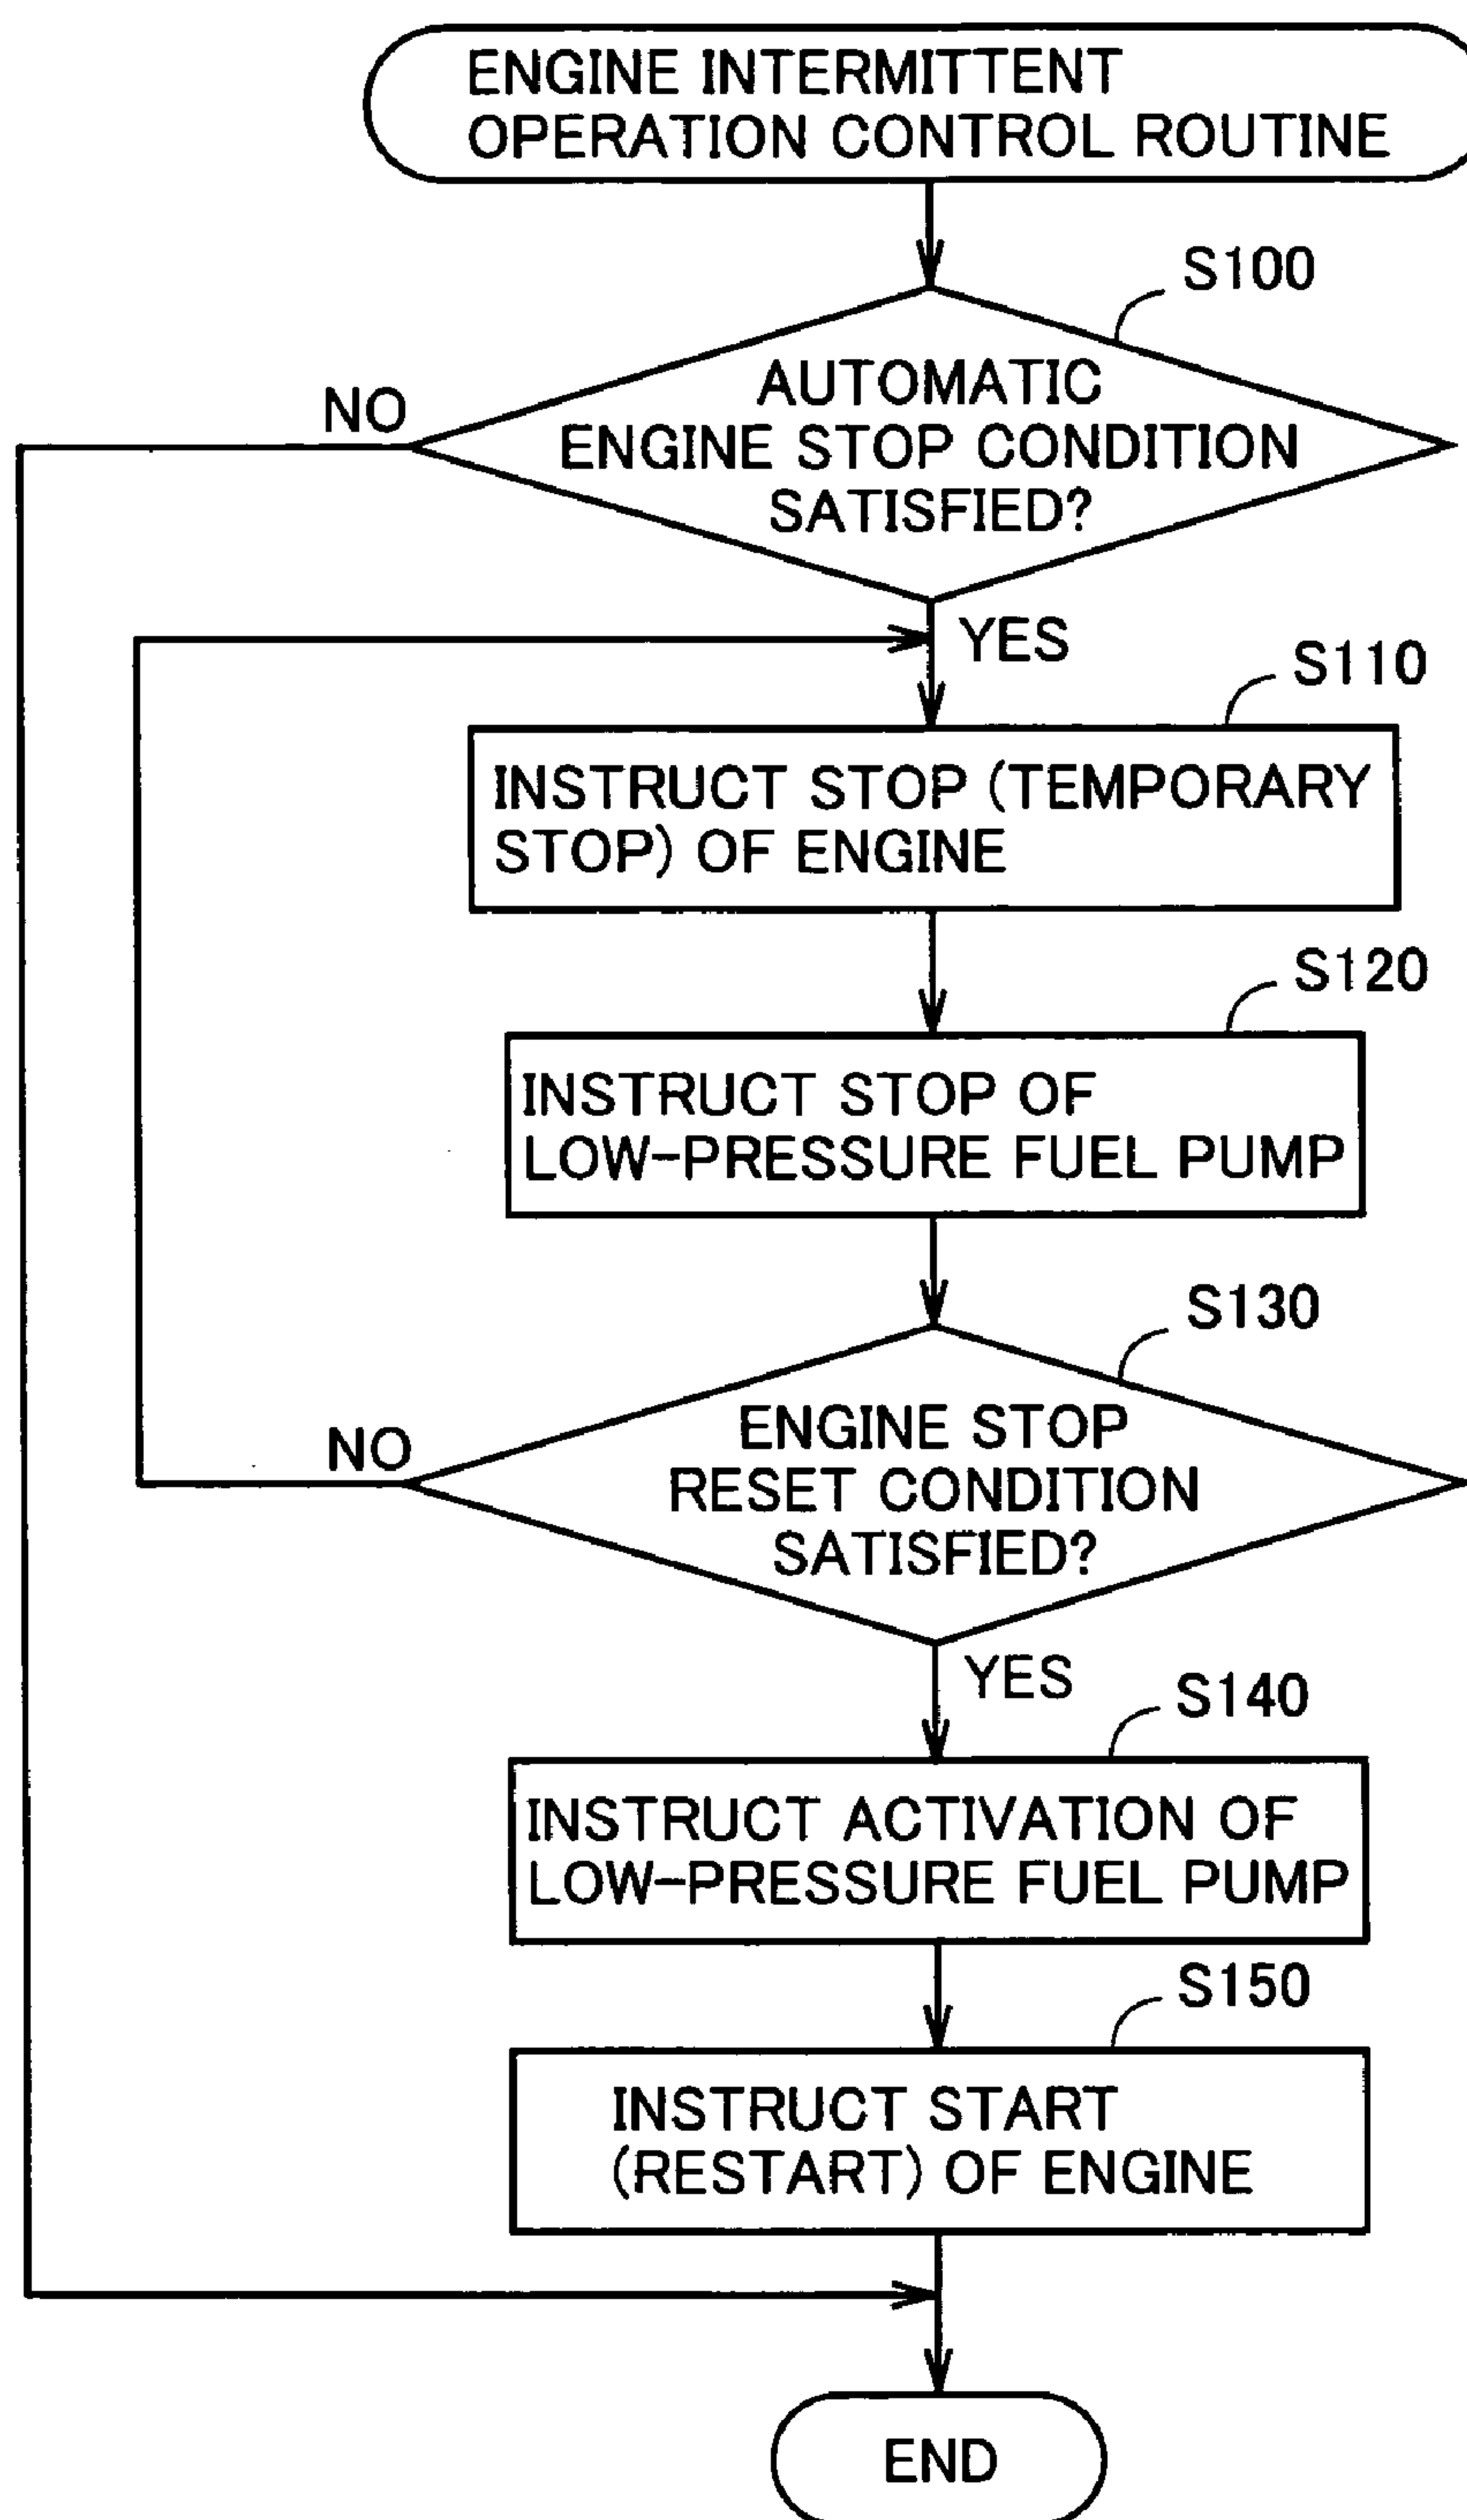 ENGINE INTERMITTENT
OPERATION CONTROL ROUTINE
S100
AUTOMATIC
ENGINE STOP CONDITION
SATISFIED?
NO
YES
S110
INSTRUCT STOP (TEMPORARY
STOP) OF ENGINE
S120
INSTRUCT STOP OF
LOW-PRESSURE FUEL PUMP
S130
ENGINE STOP
RESET CONDITION
SATISFIED?
NO
YES
S140
INSTRUCT ACTIVATION OF
LOW-PRESSURE FUEL PUMP
S150
INSTRUCT START
(RESTART) OF ENGINE
END